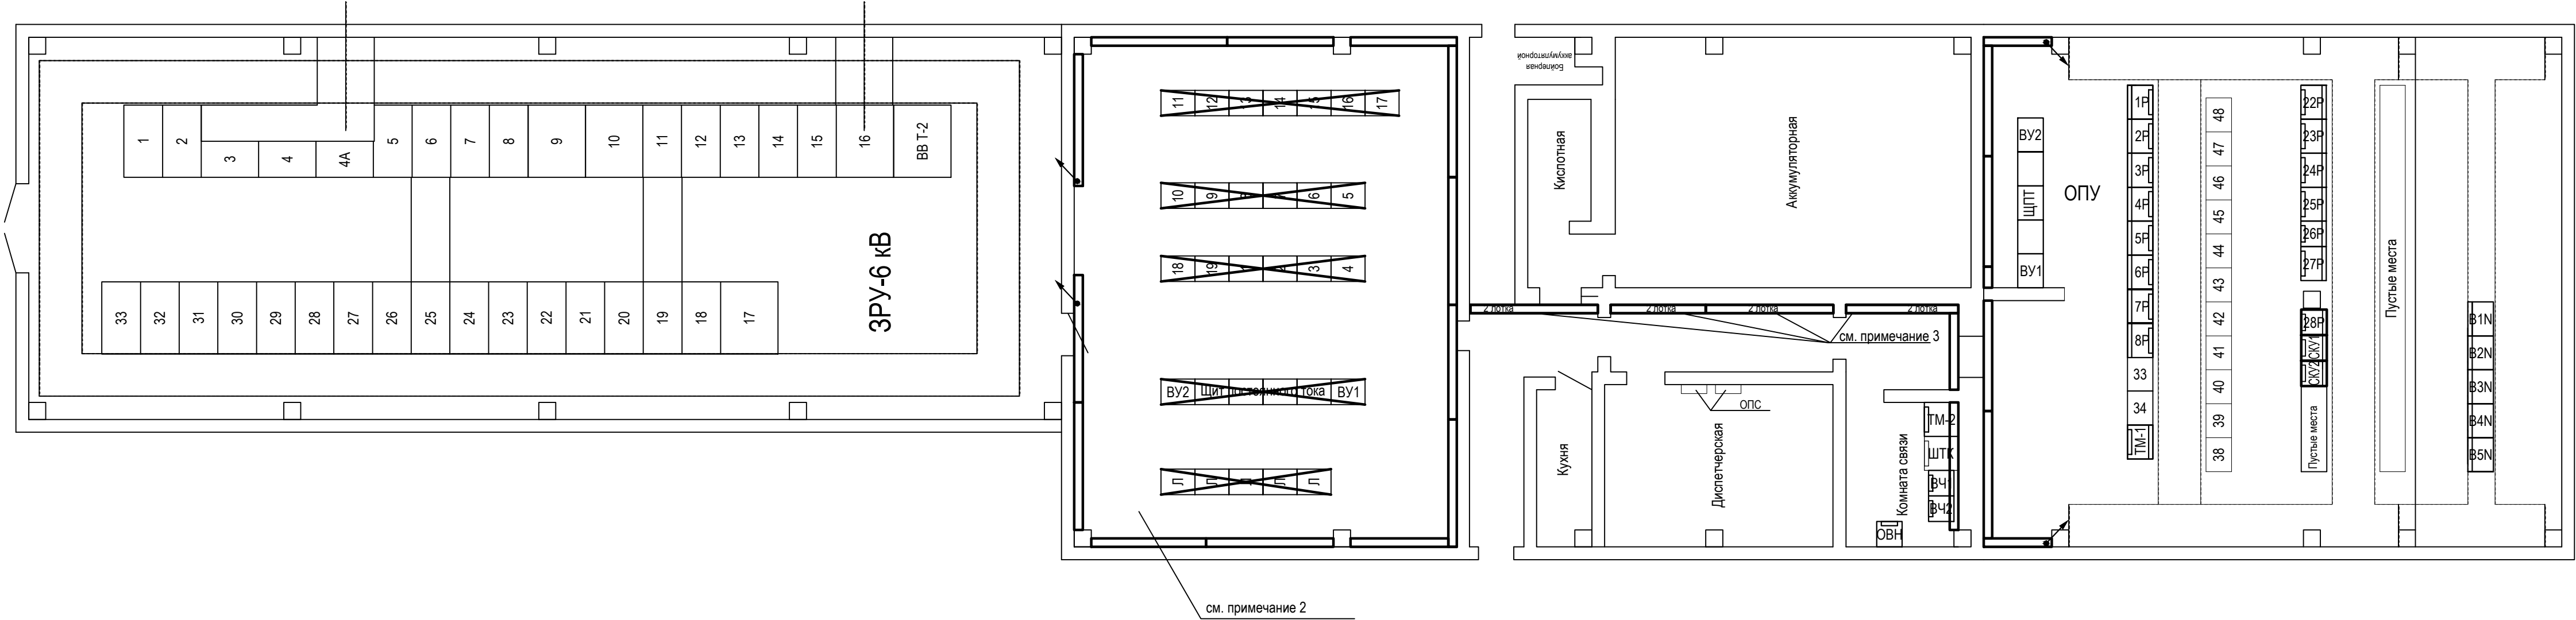 1
2
3
4
4А
5
6
7
8
9
10
11
12
13
14
15
16
ВВ Т-2
ЗРУ-6 кВ
33
32
31
30
29
28
27
26
25
24
23
22
21
20
19
18
17
11
12
13
14
15
16
17
10
9
6
5
18
19
3
4
ВУ2
Щит постоянного тока
ВУ1
Л
Л
Л
Л
Л
см. примечание 2
Бойлерная
аккуляторной
Кислотная
Аккумуляторная
2 лотка
2 лотка
2 лотка
2 лотка
см. примечание 3
Кухня
Диспетчерская
ОПС
Комната связи
ТМ-2
ШТК
ВЧ1
ВЧ2
ОВН
ВУ2
ЩПТ
ВУ1
ОПУ
1Р
2Р
3Р
4Р
5Р
6Р
7Р
8Р
33
34
ТМ-1
48
47
46
45
44
43
42
41
40
39
38
22Р
23Р
24Р
25Р
26Р
27Р
28Р
СКУ1
СКУ2
Пустые места
Пустые места
В1N
В2N
В3N
В4N
В5N